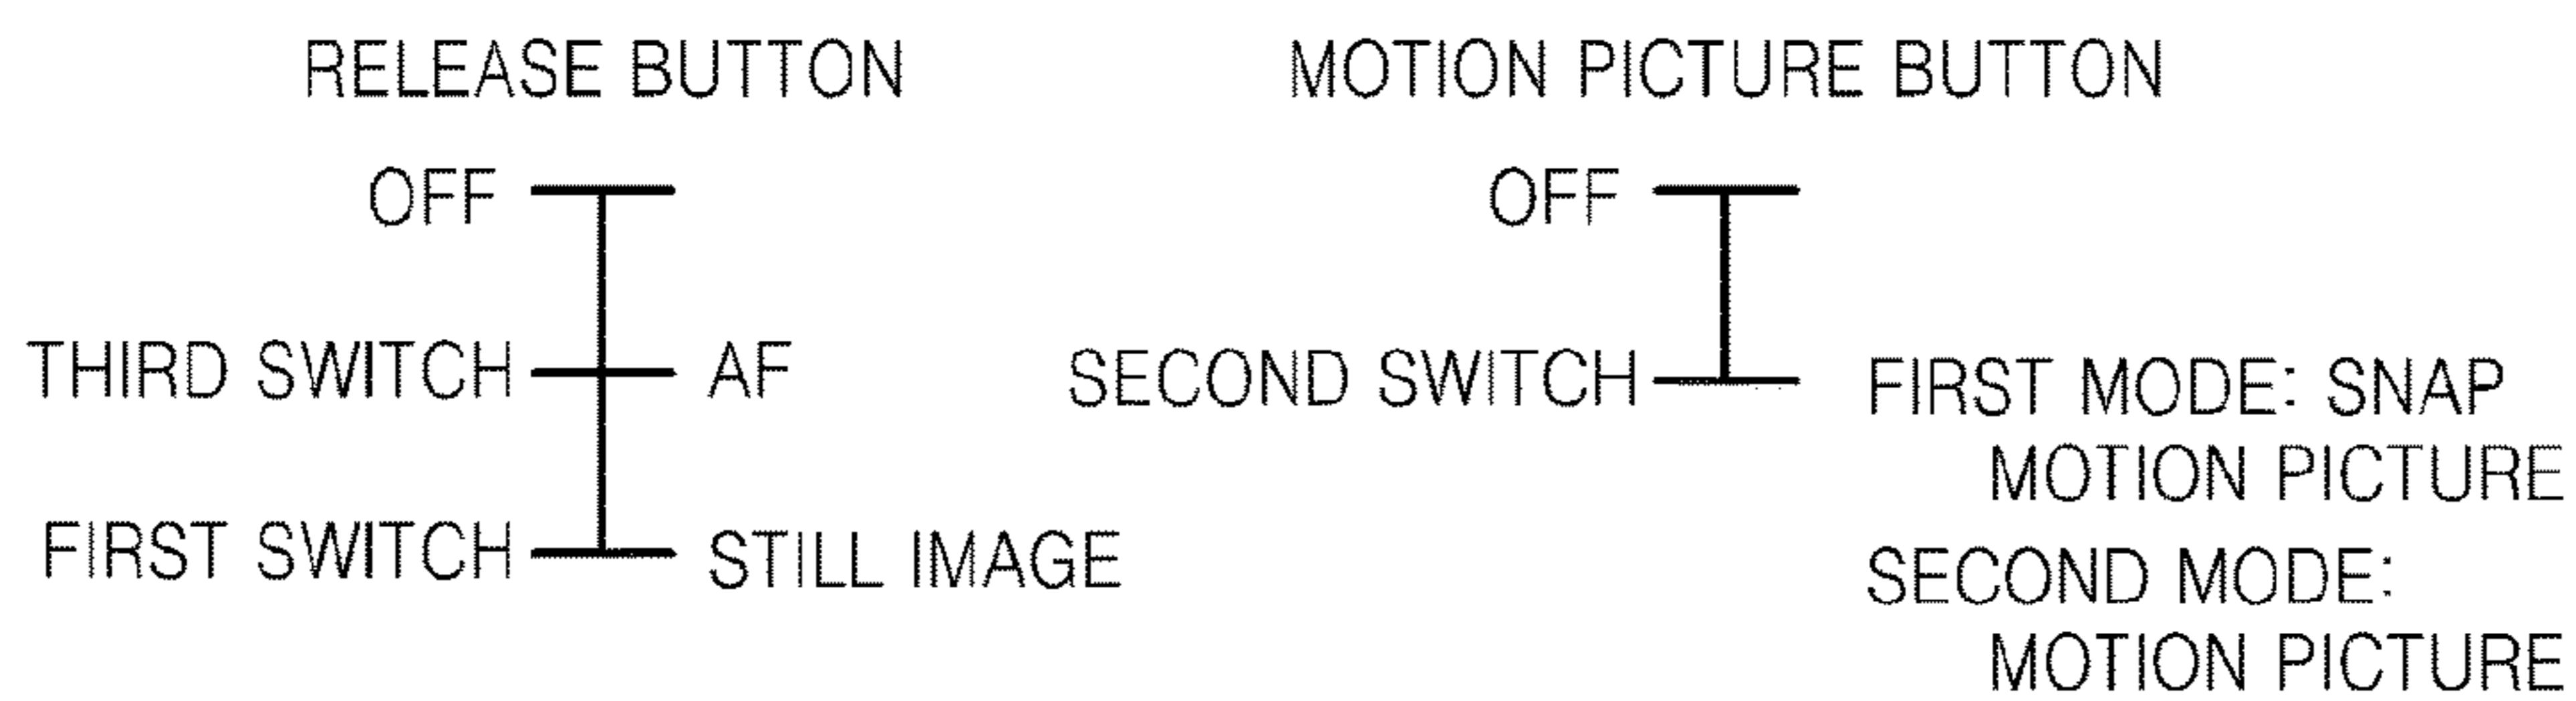 RELEASE BUTTON
OFF
THIRD SWITCH AF
FIRST SWITCH STILL IMAGE
MOTION PICTURE BUTTON
OFF
SECOND SWITCH
FIRST MODE: SNAP
MOTION PICTURE
SECOND MODE:
MOTION PICTURE